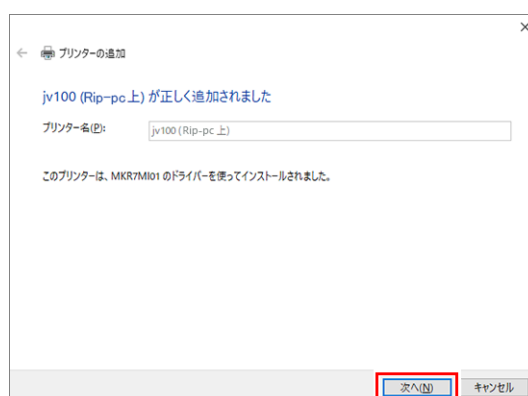 プリンターの追加
jv100 (Rip-pc 上) が正しく追加されました
プリンター名(P): jv100 (Rip-pc 上)
このプリンターは、MKR7MI01 のドライバーを使ってインストールされました。
次へ(N) キャンセル